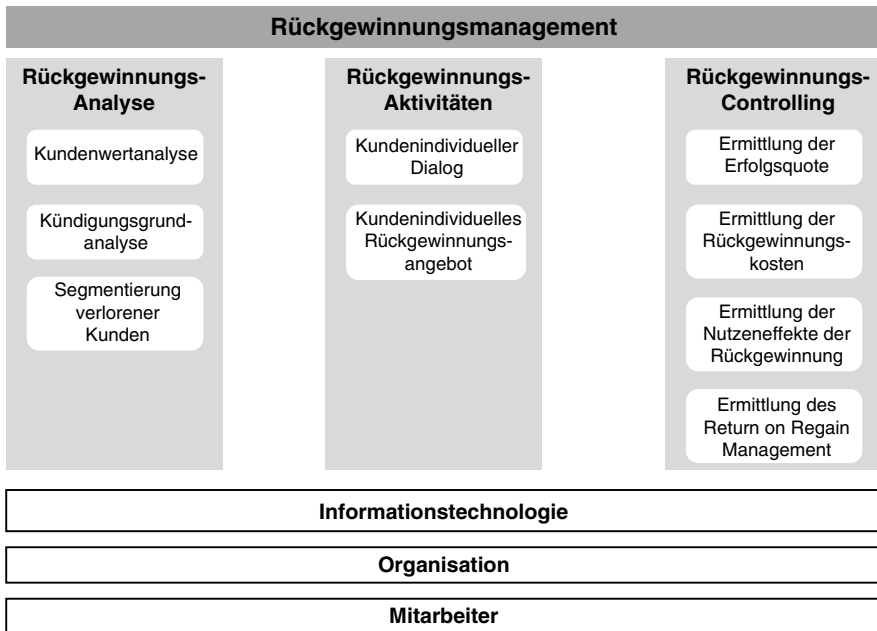 Rückgewinnungsmanagement
Rückgewinnungs-
Analyse
Kundenwertanalyse
Kündigungsgrund-
analyse
Segmentierung
verlorener
Kunden
Rückgewinnungs-
Aktivitäten
Kundenindividueller
Dialog
Kundenindividuelles
Rückgewinnungs-
angebot
Rückgewinnungs-
Controlling
Ermittlung der
Erfolgsquote
Ermittlung der
Rückgewinnungs-
kosten
Ermittlung der
Nutzeneffekte der
Rückgewinnung
Ermittlung des
Return on Regain
Management
Informationstechnologie
Organisation
Mitarbeiter